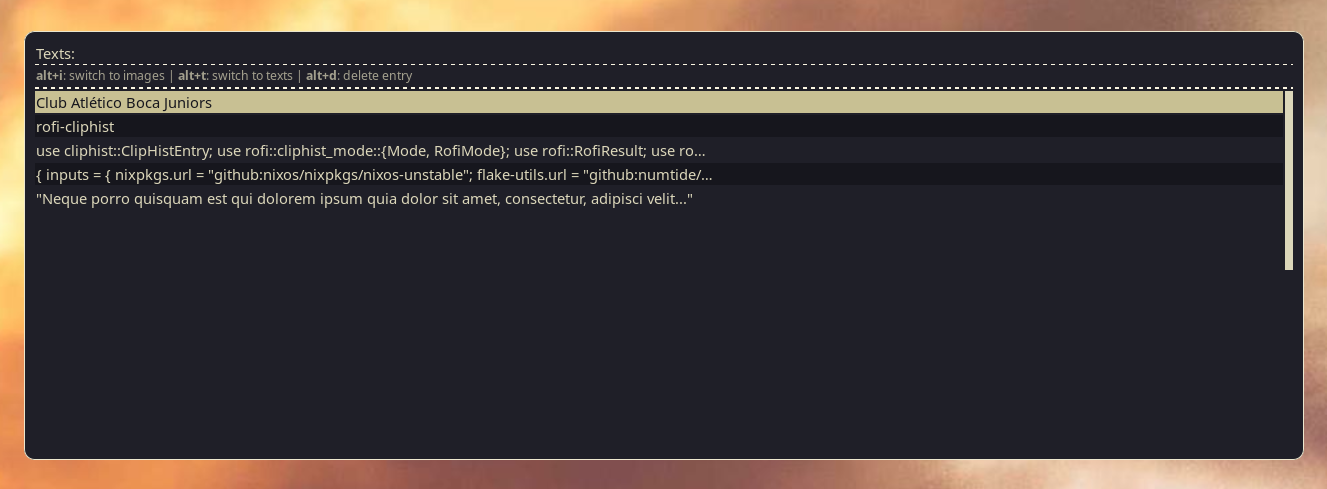 Texts:
alt+i: switch to images | alt+t: switch to texts | alt+d: delete entry
Club Atlético Boca Juniors
rofi-cliphist
use cliphist::ClipHistEntry; use rofi::cliphist_mode::{Mode, RofiMode}; use rofi::RofiResult; use ro...
{ inputs = { nixpkgs.url = "github:nixos/nixpkgs/nixos-unstable"; flake-utils.url = "github:numtide/...
"Neque porro quisquam est qui dolorem ipsum quia dolor sit amet, consectetur, adipisci velit..."